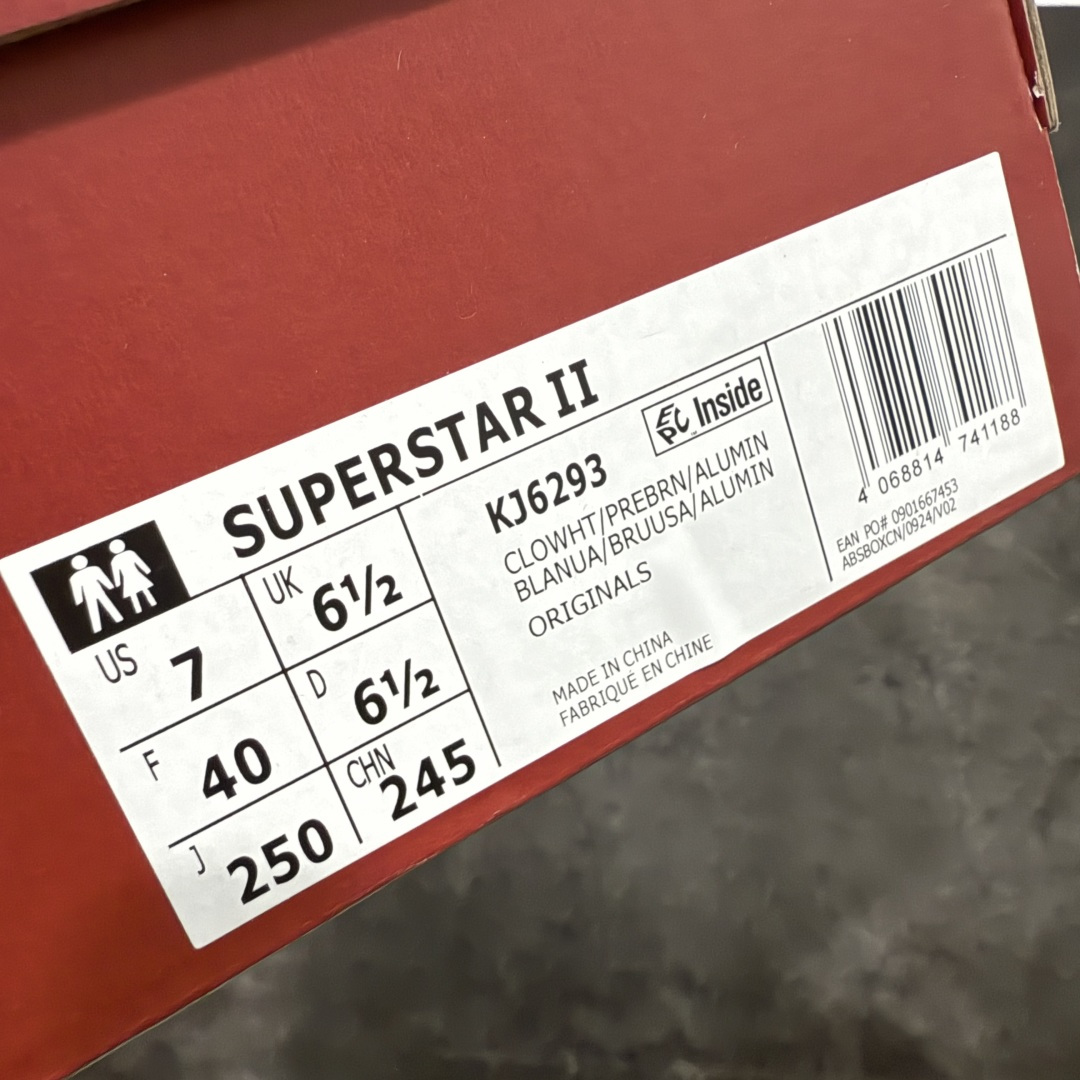 SUPERSTAR II
US 7
UK 6½
F 40
D 6½
J 250
CHN 245
KJ6293
EPC Inside
CLOWHT/PREBRN/ALUMIN
BLANUA/BRUUSA/ALUMIN
ORIGINALS
MADE IN CHINA
FABRIQUÉ EN CHINE
4 068814 741188
EAN PO# 0901667453
ABSBOXCN/0924/V02